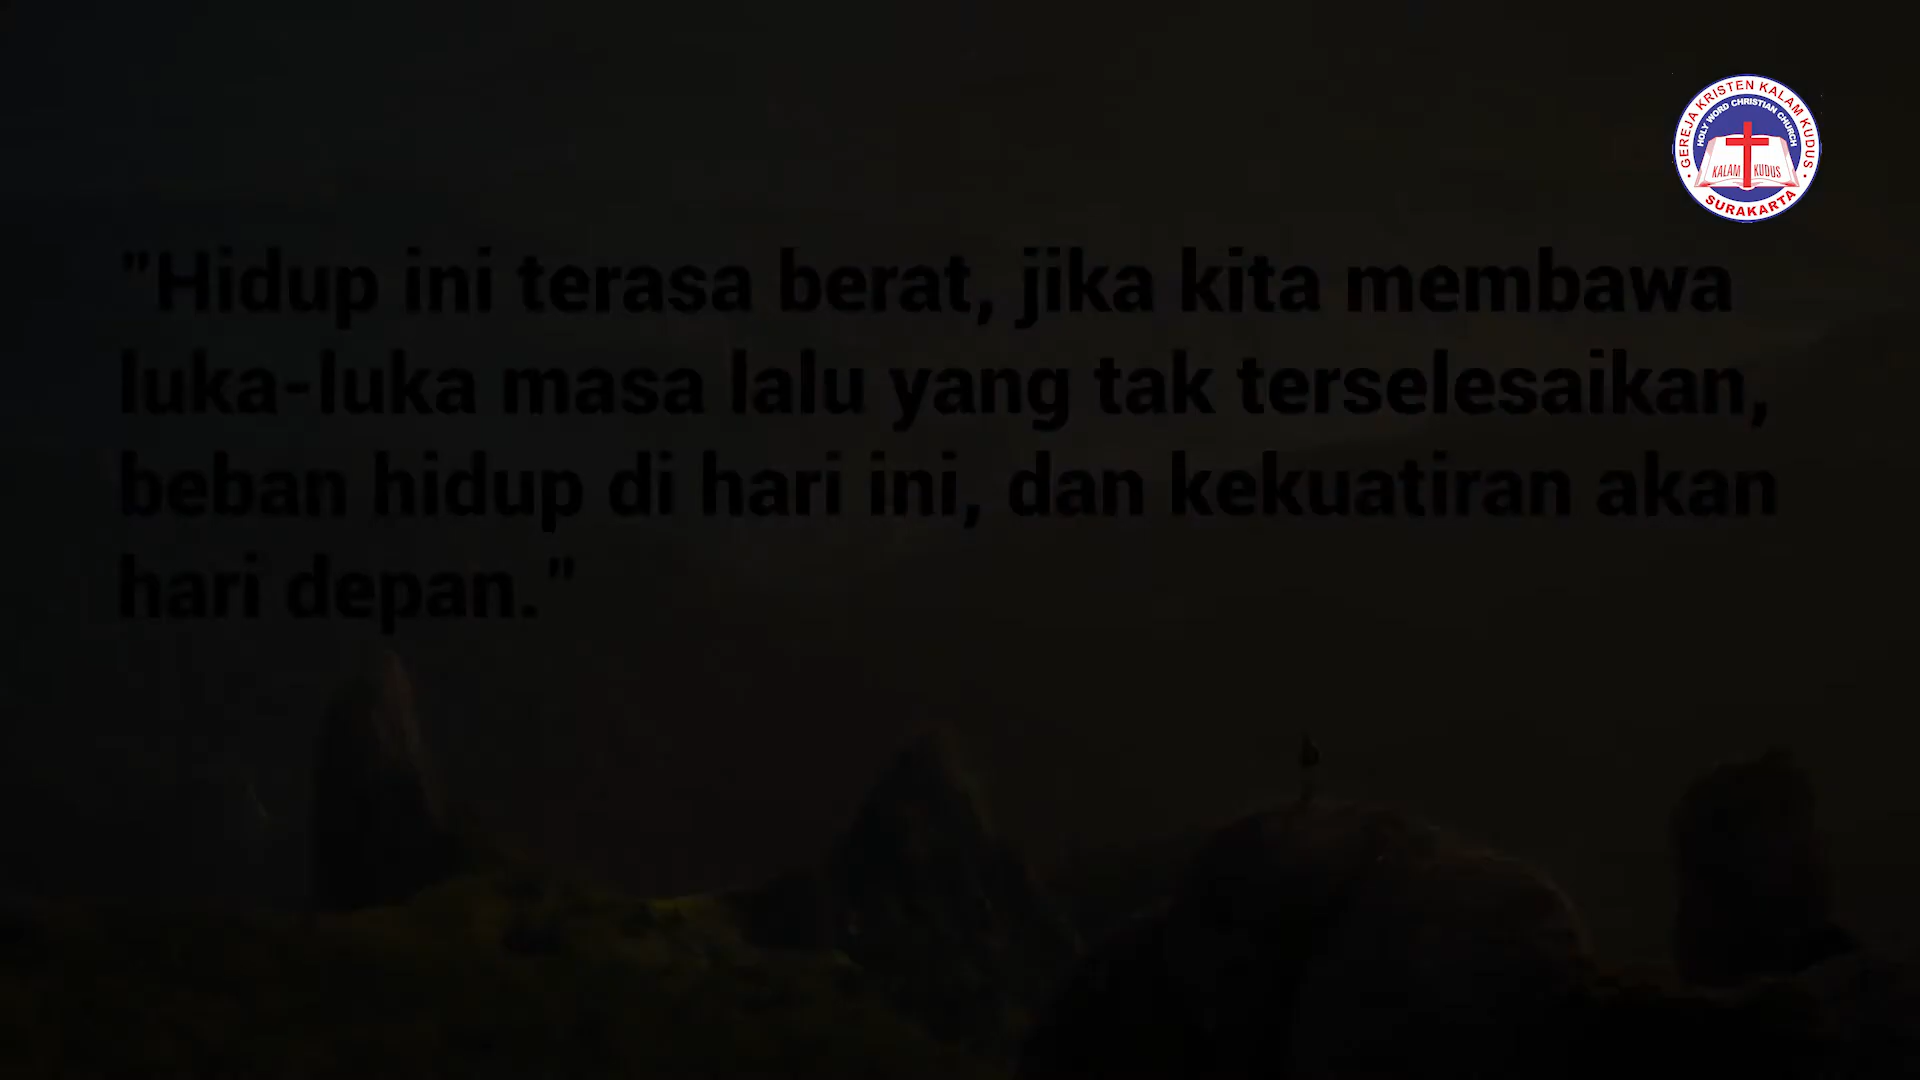 GEREJA KRISTEN KALAM KUDUS
HOLY WORD CHRISTIAN CHURCH
KALAM KUDUS
SURAKARTA
"Hidup ini terasa berat, jika kita membawa
luka-luka masa lalu yang tak terselesaikan,
beban hidup di hari ini, dan kekuatiran akan
hari depan."